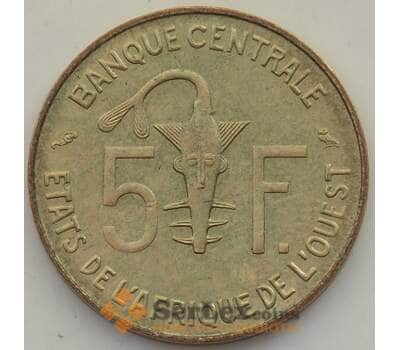 BANQUE CENTRALE
5 F.
ETATS DE L'AFRIQUE DE L'OUEST